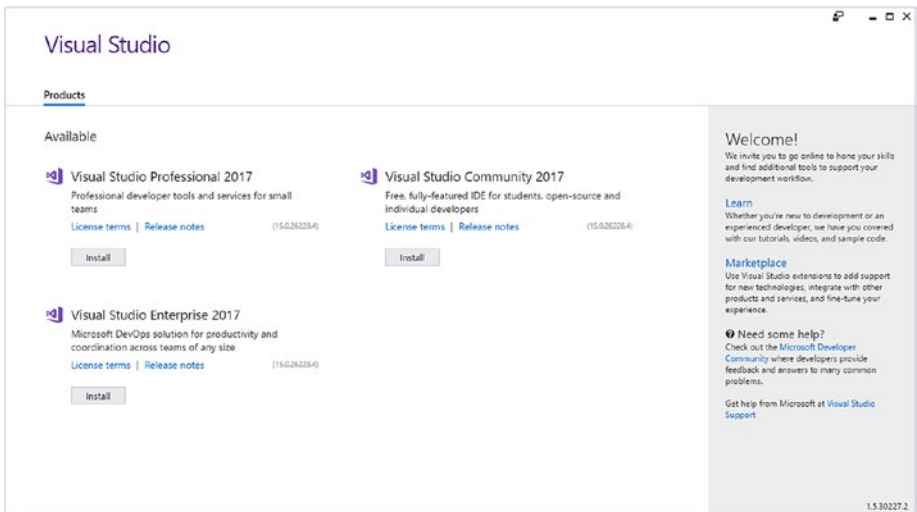 Visual Studio
Products
Available
Visual Studio Professional 2017
Professional developer tools and services for small
teams
License terms | Release notes (15.0.26228.4)
Install
Visual Studio Community 2017
Free, fully-featured IDE for students, open-source and
individual developers
License terms | Release notes (15.0.26228.4)
Install
Visual Studio Enterprise 2017
Microsoft DevOps solution for productivity and
coordination across teams of any size
License terms | Release notes (15.0.26228.4)
Install
Welcome!
We invite you to go online to hone your skills
and find additional tools to support your
development workflow.
Learn
Whether you're new to development or an
experienced developer, we have you covered
with our tutorials, videos, and sample code.
Marketplace
Use Visual Studio extensions to add support
for new technologies, integrate with other
products and services, and fine-tune your
experience.
Need some help?
Check out the Microsoft Developer
Community where developers provide
feedback and answers to many common
problems.
Get help from Microsoft at Visual Studio
Support
1.5.30227.2